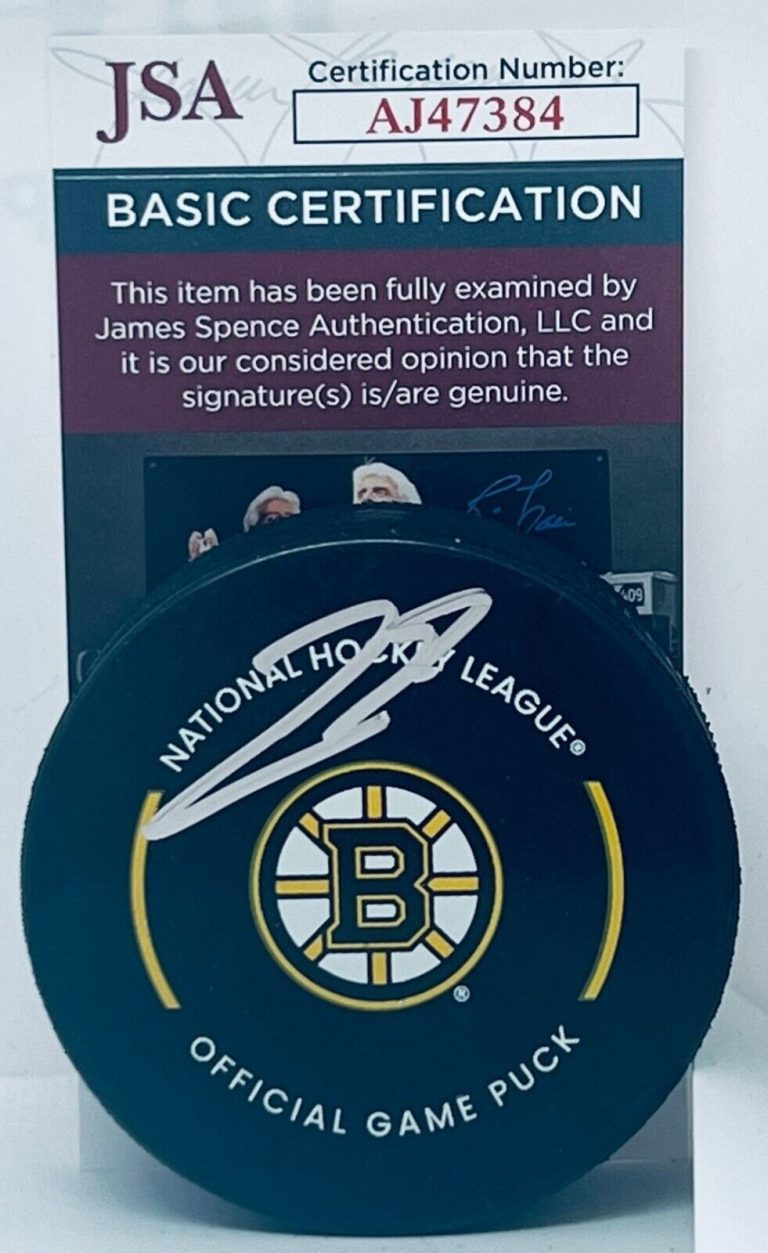 JSA
Certification Number:
AJ47384
BASIC CERTIFICATION
This item has been fully examined by
James Spence Authentication, LLC and
it is our considered opinion that the
signature(s) is/are genuine.
409
NATIONAL HOCKEY LEAGUE®
B
®
OFFICIAL GAME PUCK